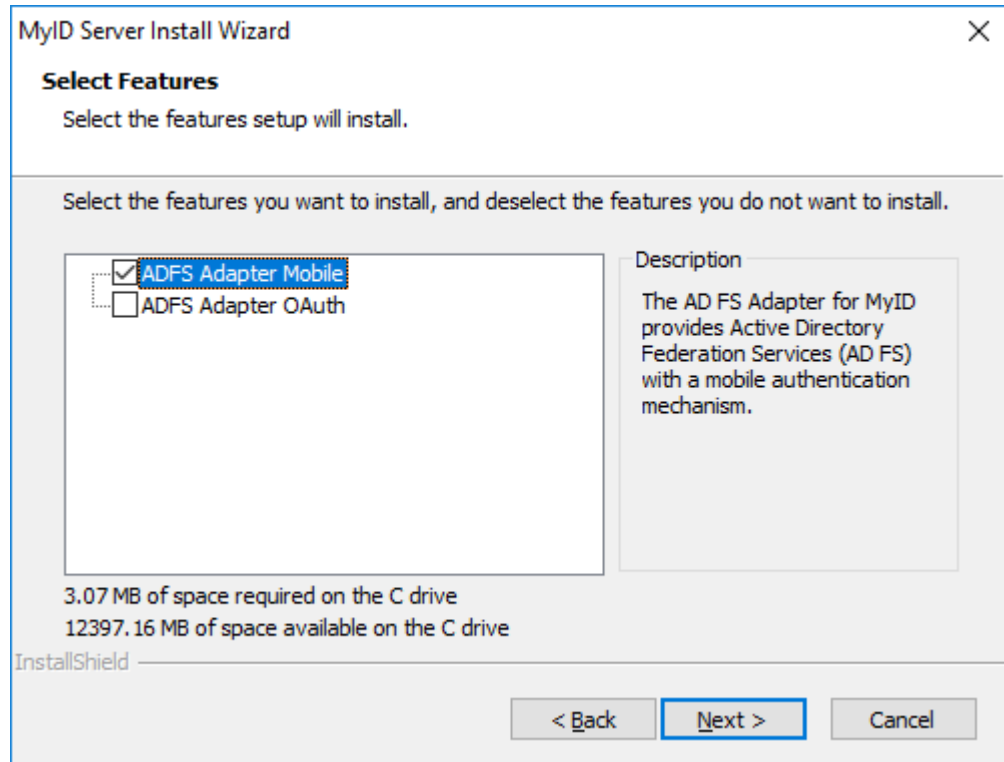 MyID Server Install Wizard
Select Features
Select the features setup will install.
Select the features you want to install, and deselect the features you do not want to install.
ADFS Adapter Mobile
ADFS Adapter OAuth
Description
The AD FS Adapter for MyID
provides Active Directory
Federation Services (AD FS)
with a mobile authentication
mechanism.
3.07 MB of space required on the C drive
12397.16 MB of space available on the C drive
InstallShield
< Back
Next >
Cancel